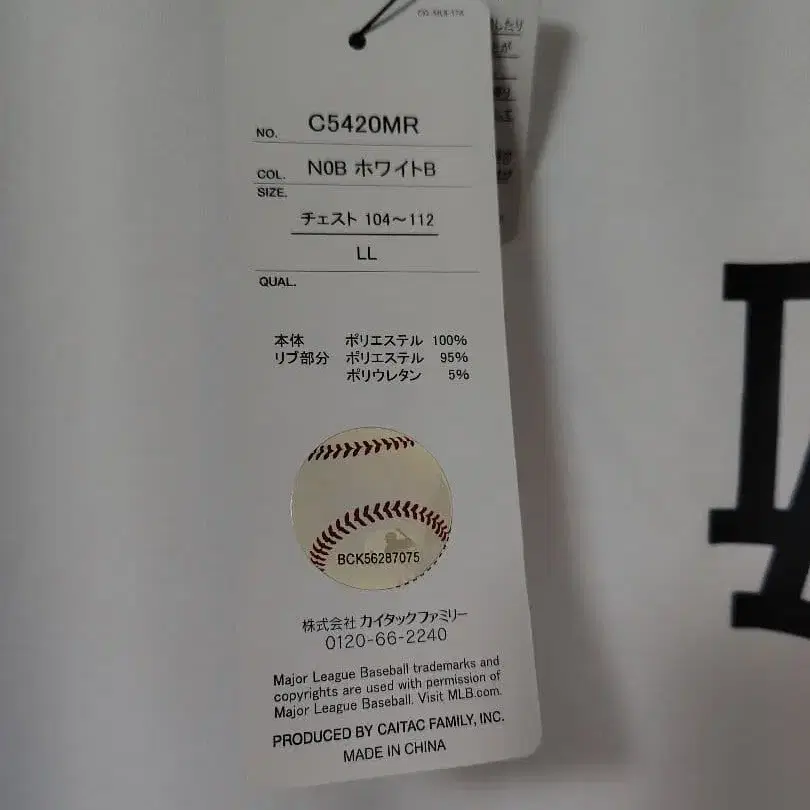 NO. C5420MR
COL. N0B ホワイトB
SIZE.
チェスト 104～112
LL
QUAL.
本体 ポリエステル 100%
リブ部分 ポリエステル 95%
ポリウレタン 5%
BCK56287075
株式会社 カイタックファミリー
0120-66-2240
Major League Baseball trademarks and
copyrights are used with permission of
Major League Baseball. Visit MLB.com.
PRODUCED BY CAITAC FAMILY, INC.
MADE IN CHINA